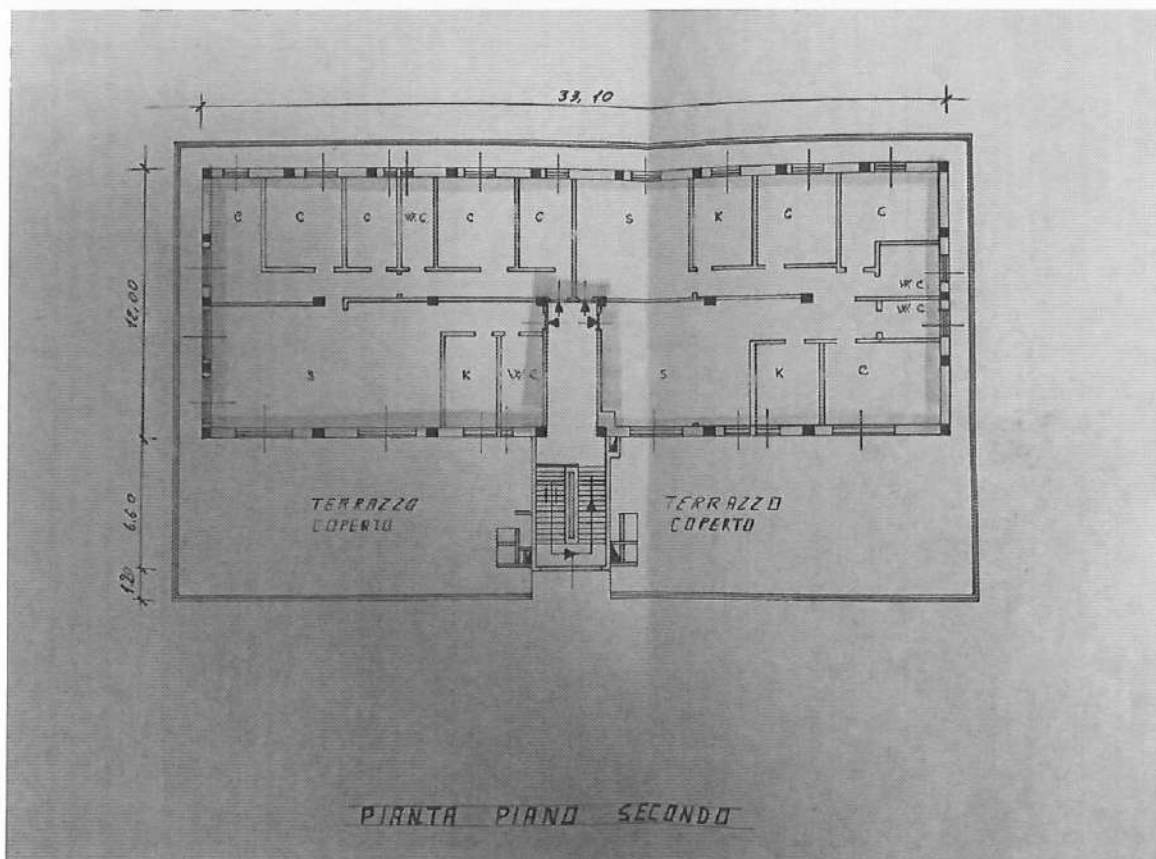 33,10
C C C W.C. C C S K C C
12,00
W.C.
W.C.
S K W.C. S K C
TERRAZZO
COPERTO
TERRAZZO
COPERTO
6.60
1.20
PIANTA PIANO SECONDO